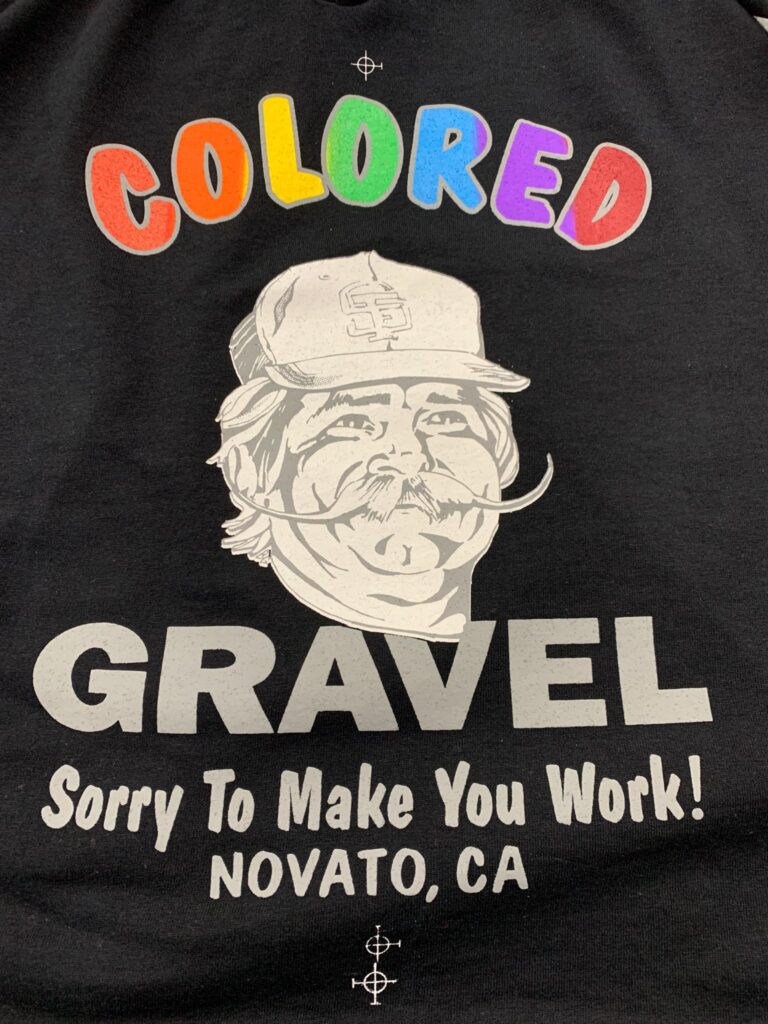 COLORED
SF
GRAVEL
Sorry To Make You Work!
NOVATO, CA